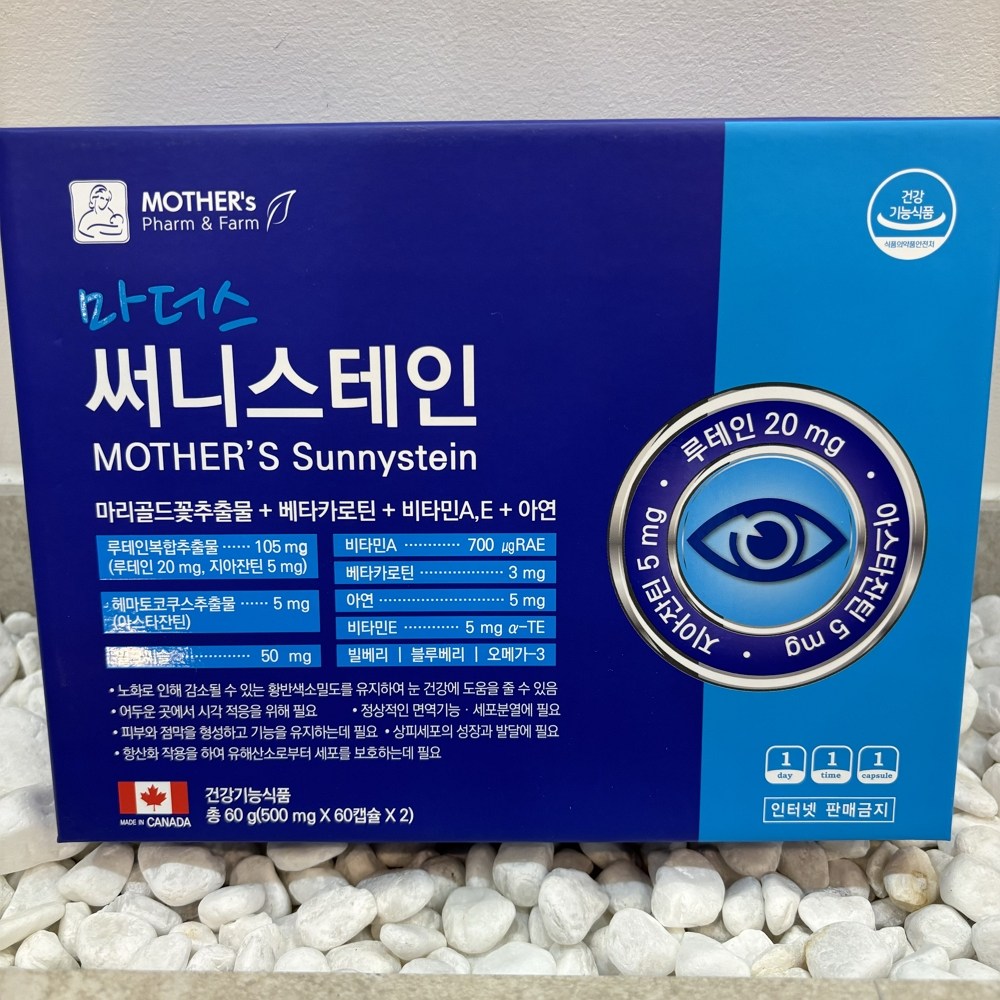 MOTHER's
Pharm & Farm
건강
기능식품
식품의약품안전처
마더스
써니스테인
MOTHER'S Sunnystein
마리골드꽃추출물 + 베타카로틴 + 비타민A,E + 아연
루테인복합추출물 ······ 105 mg
(루테인 20 mg, 지아잔틴 5 mg)
헤마토코쿠스추출물 ······ 5 mg
(아스타잔틴)
··············· 50 mg
비타민A ············ 700 ㎍RAE
베타카로틴 ·················· 3 mg
아연 ································ 5 mg
비타민E ············ 5 mg α-TE
빌베리 | 블루베리 | 오메가-3
루테인 20 mg
아스타잔틴 5 mg
지아잔틴 5 mg
• 노화로 인해 감소될 수 있는 황반색소밀도를 유지하여 눈 건강에 도움을 줄 수 있음
• 어두운 곳에서 시각 적응을 위해 필요 • 정상적인 면역기능 · 세포분열에 필요
• 피부와 점막을 형성하고 기능을 유지하는데 필요 • 상피세포의 성장과 발달에 필요
• 항산화 작용을 하여 유해산소로부터 세포를 보호하는데 필요
MADE IN CANADA
건강기능식품
총 60 g(500 mg X 60캡슐 X 2)
1 day
1 time
1 capsule
인터넷 판매금지